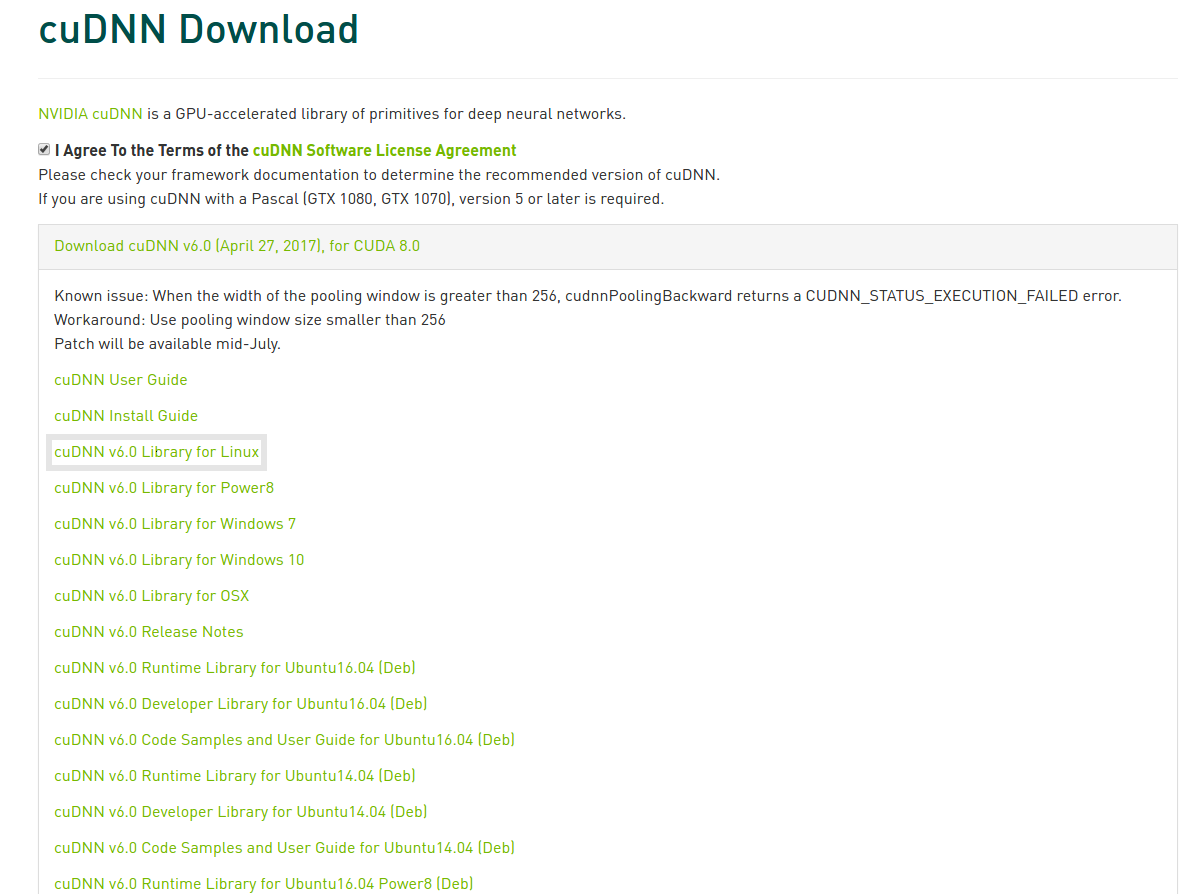 cuDNN Download
NVIDIA cuDNN is a GPU-accelerated library of primitives for deep neural networks.
I Agree To the Terms of the cuDNN Software License Agreement
Please check your framework documentation to determine the recommended version of cuDNN.
If you are using cuDNN with a Pascal (GTX 1080, GTX 1070), version 5 or later is required.
Download cuDNN v6.0 (April 27, 2017), for CUDA 8.0
Known issue: When the width of the pooling window is greater than 256, cudnnPoolingBackward returns a CUDNN_STATUS_EXECUTION_FAILED error.
Workaround: Use pooling window size smaller than 256
Patch will be available mid-July.
cuDNN User Guide
cuDNN Install Guide
cuDNN v6.0 Library for Linux
cuDNN v6.0 Library for Power8
cuDNN v6.0 Library for Windows 7
cuDNN v6.0 Library for Windows 10
cuDNN v6.0 Library for OSX
cuDNN v6.0 Release Notes
cuDNN v6.0 Runtime Library for Ubuntu16.04 (Deb)
cuDNN v6.0 Developer Library for Ubuntu16.04 (Deb)
cuDNN v6.0 Code Samples and User Guide for Ubuntu16.04 (Deb)
cuDNN v6.0 Runtime Library for Ubuntu14.04 (Deb)
cuDNN v6.0 Developer Library for Ubuntu14.04 (Deb)
cuDNN v6.0 Code Samples and User Guide for Ubuntu14.04 (Deb)
cuDNN v6.0 Runtime Library for Ubuntu16.04 Power8 (Deb)